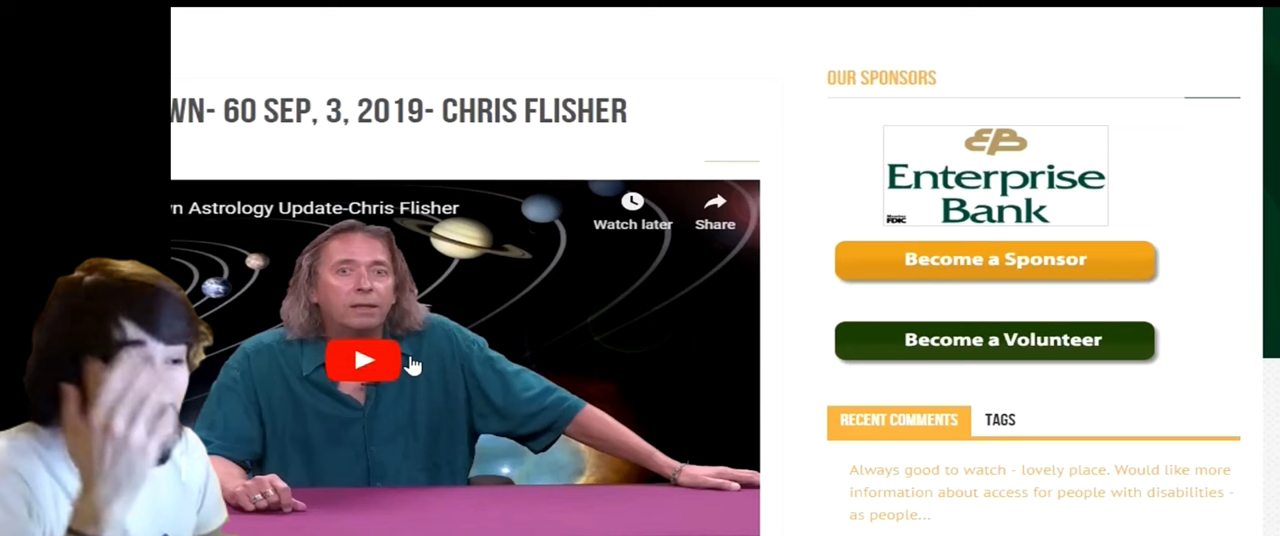 WN- 60 SEP, 3, 2019- CHRIS FLISHER
wn Astrology Update-Chris Flisher
Watch later
Share
OUR SPONSORS
EB
Enterprise
Bank
FDIC
Become a Sponsor
Become a Volunteer
RECENT COMMENTS
TAGS
Always good to watch - lovely place. Would like more
information about access for people with disabilities -
as people...